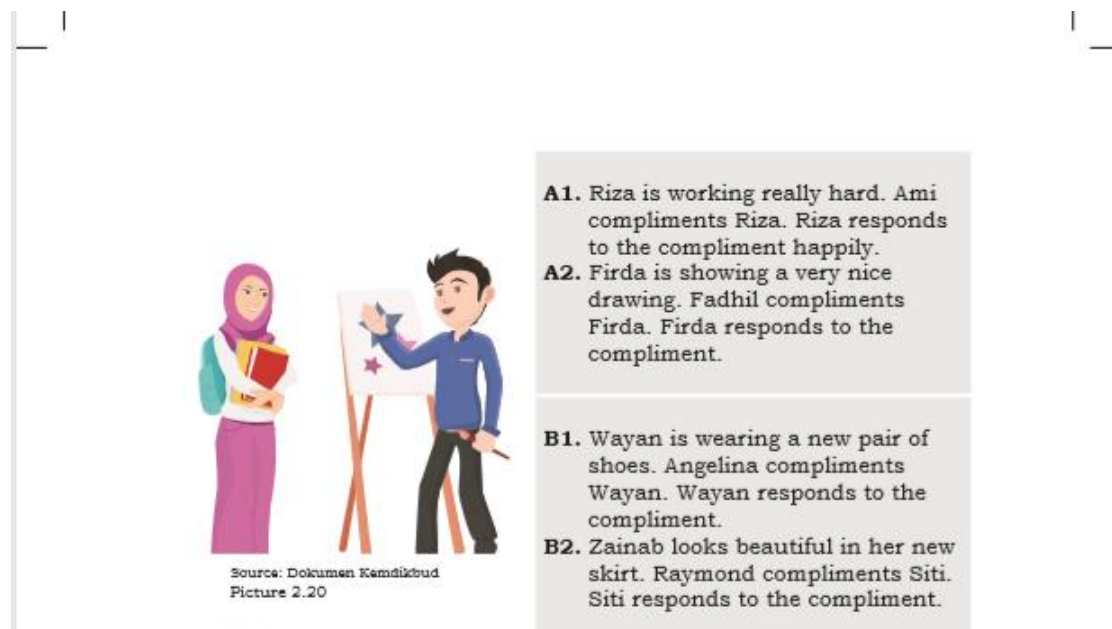 A1. Riza is working really hard. Ami
compliments Riza. Riza responds
to the compliment happily.
A2. Firda is showing a very nice
drawing. Fadhil compliments
Firda. Firda responds to the
compliment.
B1. Wayan is wearing a new pair of
shoes. Angelina compliments
Wayan. Wayan responds to the
compliment.
B2. Zainab looks beautiful in her new
skirt. Raymond compliments Siti.
Siti responds to the compliment.
Source: Dokumen Kemdikbud
Picture 2.20